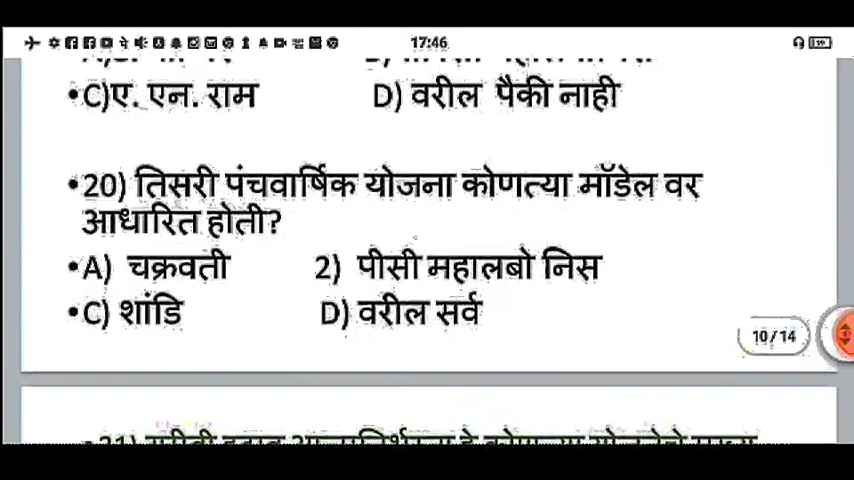 17:46
19
•C)ए. एन. राम D) वरील पैकी नाही
•20) तिसरी पंचवार्षिक योजना कोणत्या मॉडेल वर
आधारित होती?
•A) चक्रवती 2) पीसी महालबो निस
•C) शांडि D) वरील सर्व
10/14